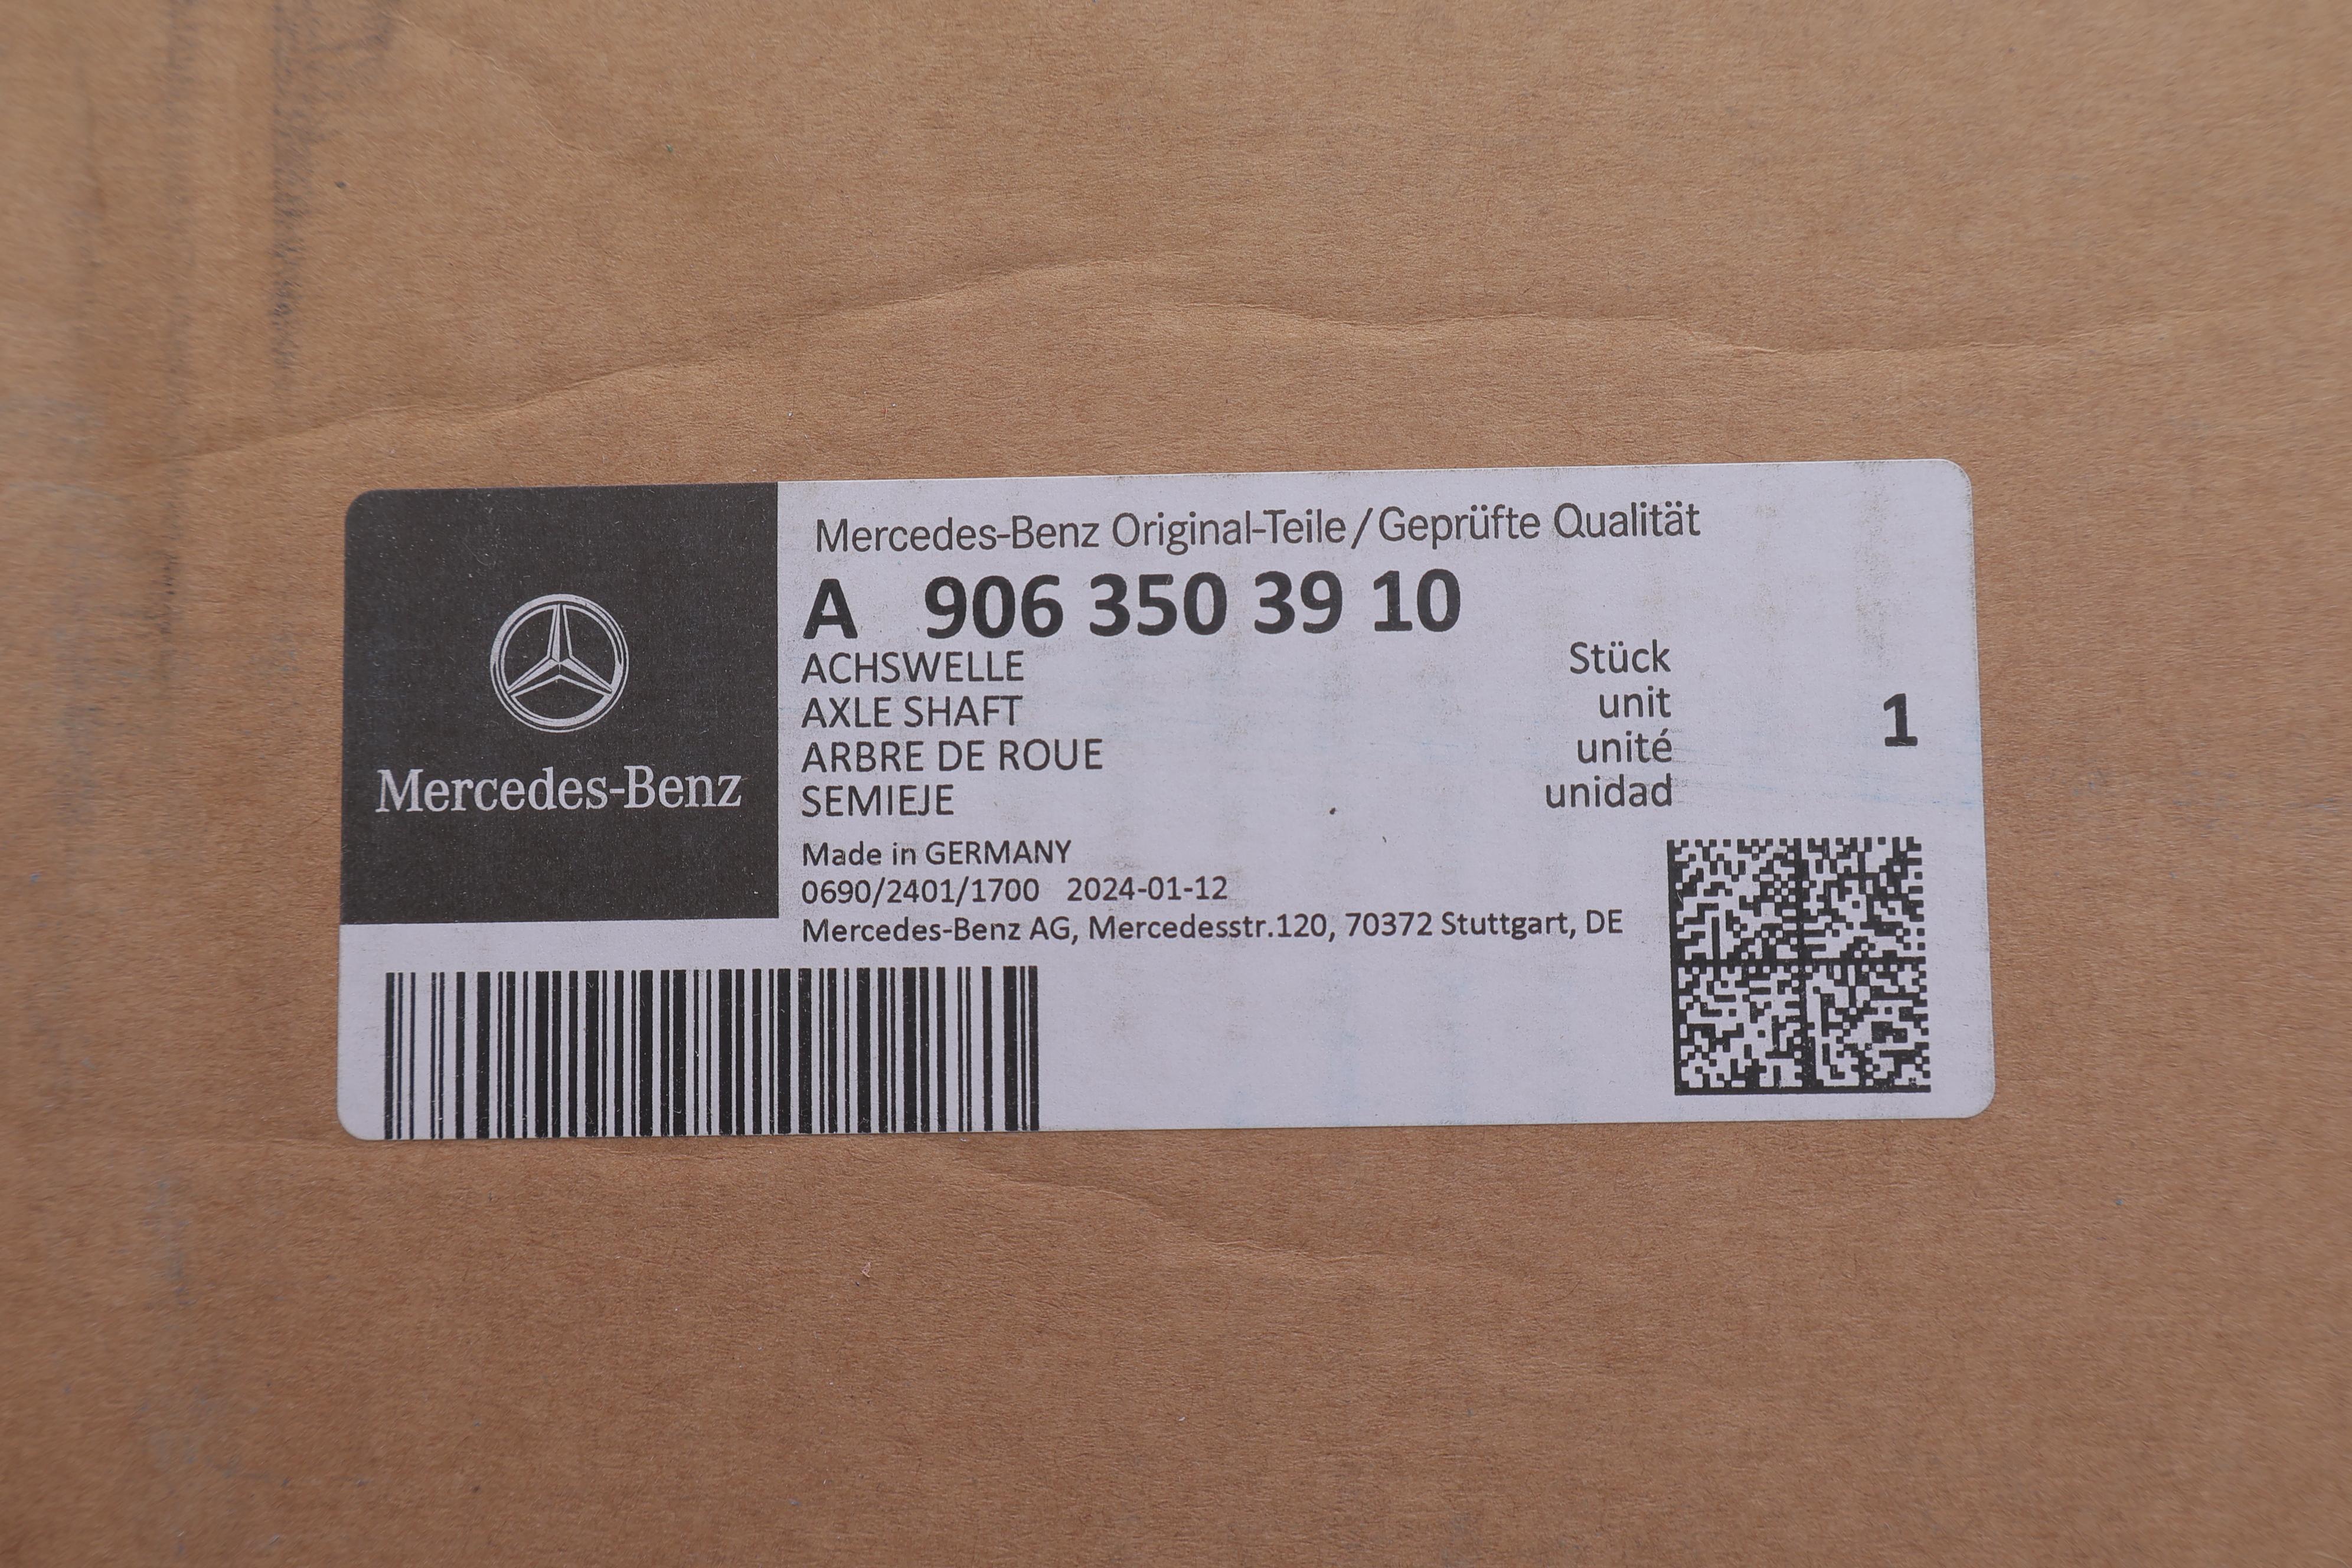 Mercedes-Benz
Mercedes-Benz Original-Teile/Geprüfte Qualität
A 906 350 39 10
ACHSWELLE
AXLE SHAFT
ARBRE DE ROUE
SEMIEJE
Stück
unit
unité
unidad
1
Made in GERMANY
0690/2401/1700 2024-01-12
Mercedes-Benz AG, Mercedesstr.120, 70372 Stuttgart, DE